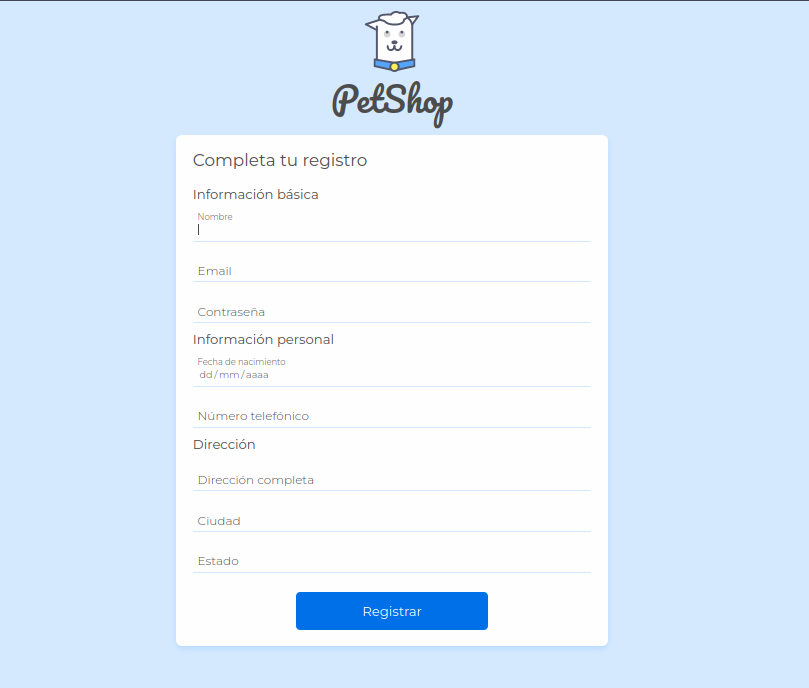 PetShop
Completa tu registro
Información básica
Nombre
Email
Contraseña
Información personal
Fecha de nacimiento
dd/mm/aaaa
Número telefónico
Dirección
Dirección completa
Ciudad
Estado
Registrar